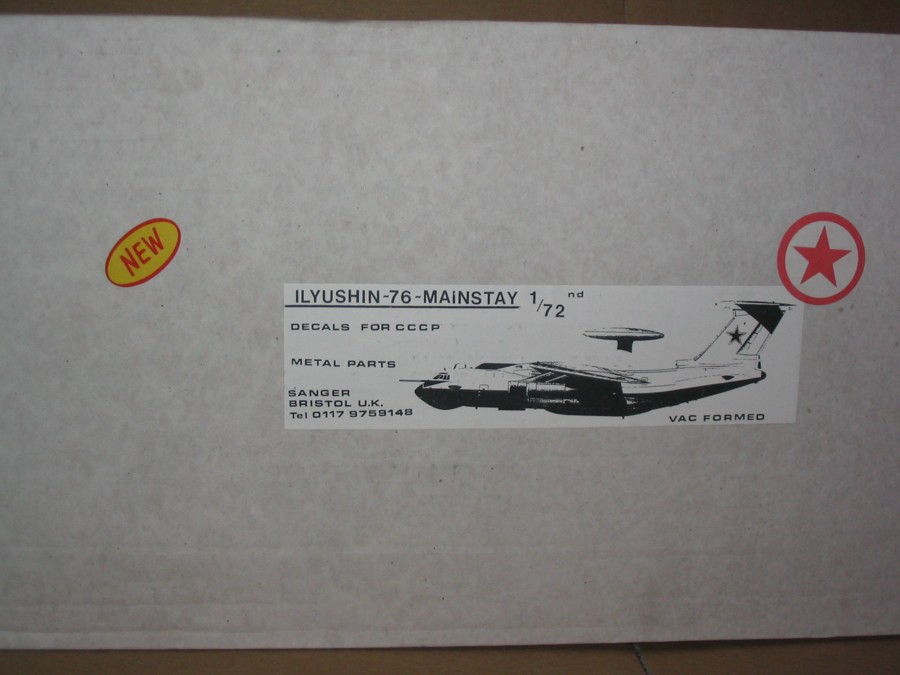 NEW
ILYUSHIN-76-MAiNSTAY 1/72nd
DECALS FOR CCCP
METAL PARTS
SANGER
BRISTOL U.K.
Tel 0117 9759148
VAC FORMED